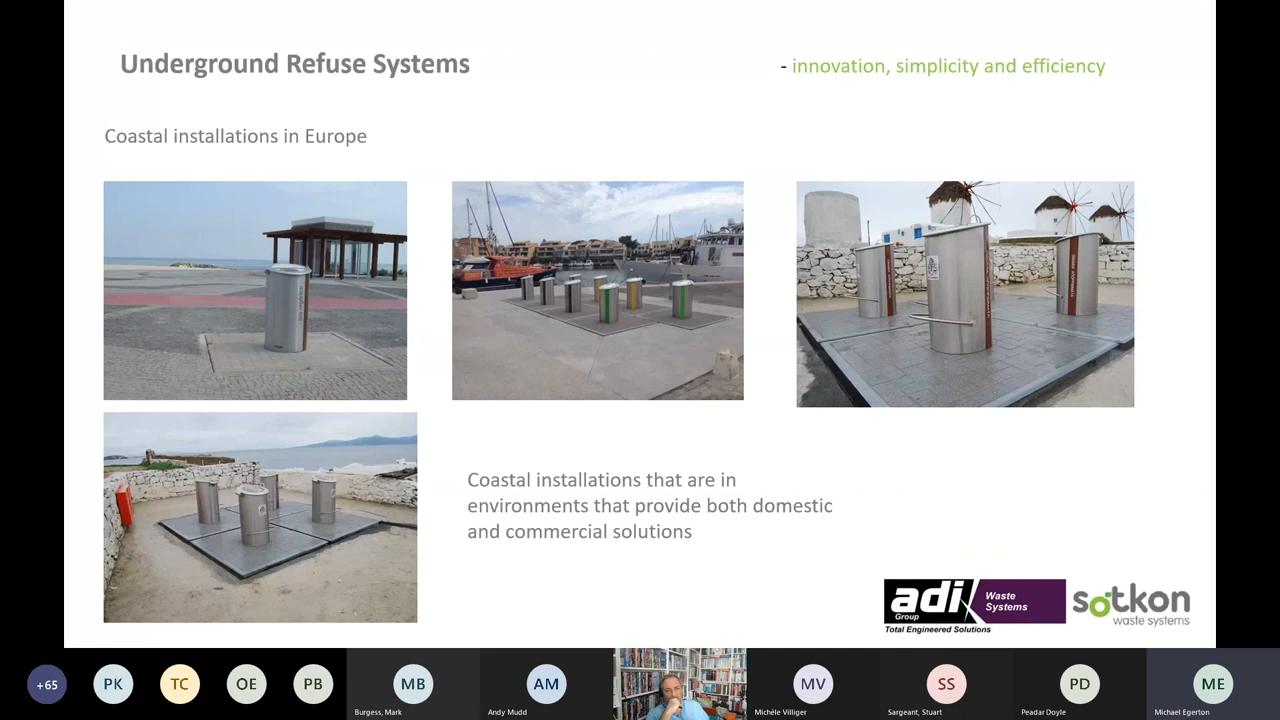 Underground Refuse Systems
- innovation, simplicity and efficiency
Coastal installations in Europe
Coastal installations that are in
environments that provide both domestic
and commercial solutions
adi
Group
Waste
Systems
Total Engineered Solutions
sotkon
waste systems
+65
PK
TC
OE
PB
MB
Burgess, Mark
AM
Andy Mudd
MV
Michèle Villiger
SS
Sargeant, Stuart
PD
Peadar Doyle
ME
Michael Egerton